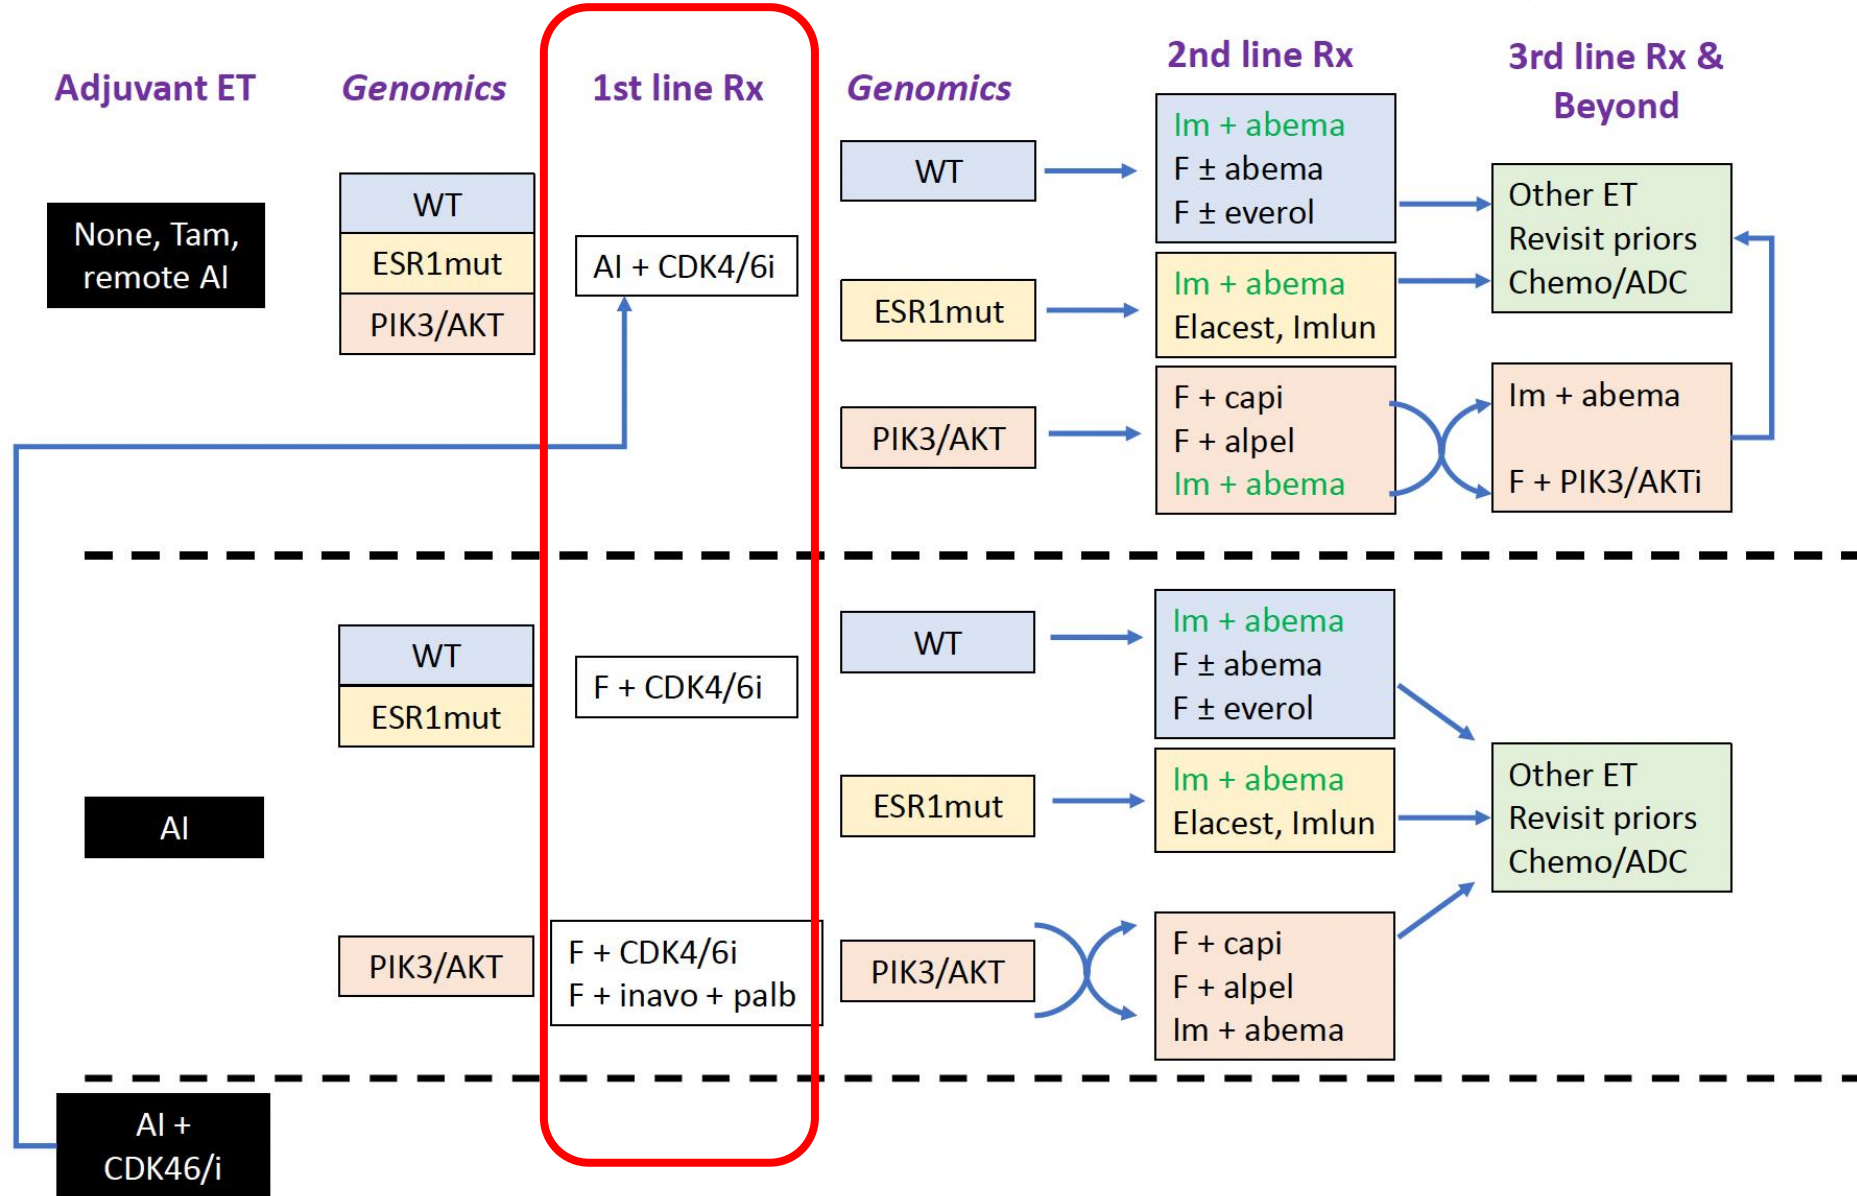 Adjuvant ET
Genomics
1st line Rx
Genomics
2nd line Rx
3rd line Rx &
Beyond
None, Tam,
remote AI
WT
ESR1mut
PIK3/AKT
AI + CDK4/6i
WT
ESR1mut
PIK3/AKT
Im + abema
F ± abema
F ± everol
Im + abema
Elacest, Imlun
F + capi
F + alpel
Im + abema
Other ET
Revisit priors
Chemo/ADC
Im + abema
F + PIK3/AKTi
AI
WT
ESR1mut
PIK3/AKT
F + CDK4/6i
F + CDK4/6i
F + inavo + palb
WT
ESR1mut
PIK3/AKT
Im + abema
F ± abema
F ± everol
Im + abema
Elacest, Imlun
F + capi
F + alpel
Im + abema
Other ET
Revisit priors
Chemo/ADC
AI +
CDK46/i